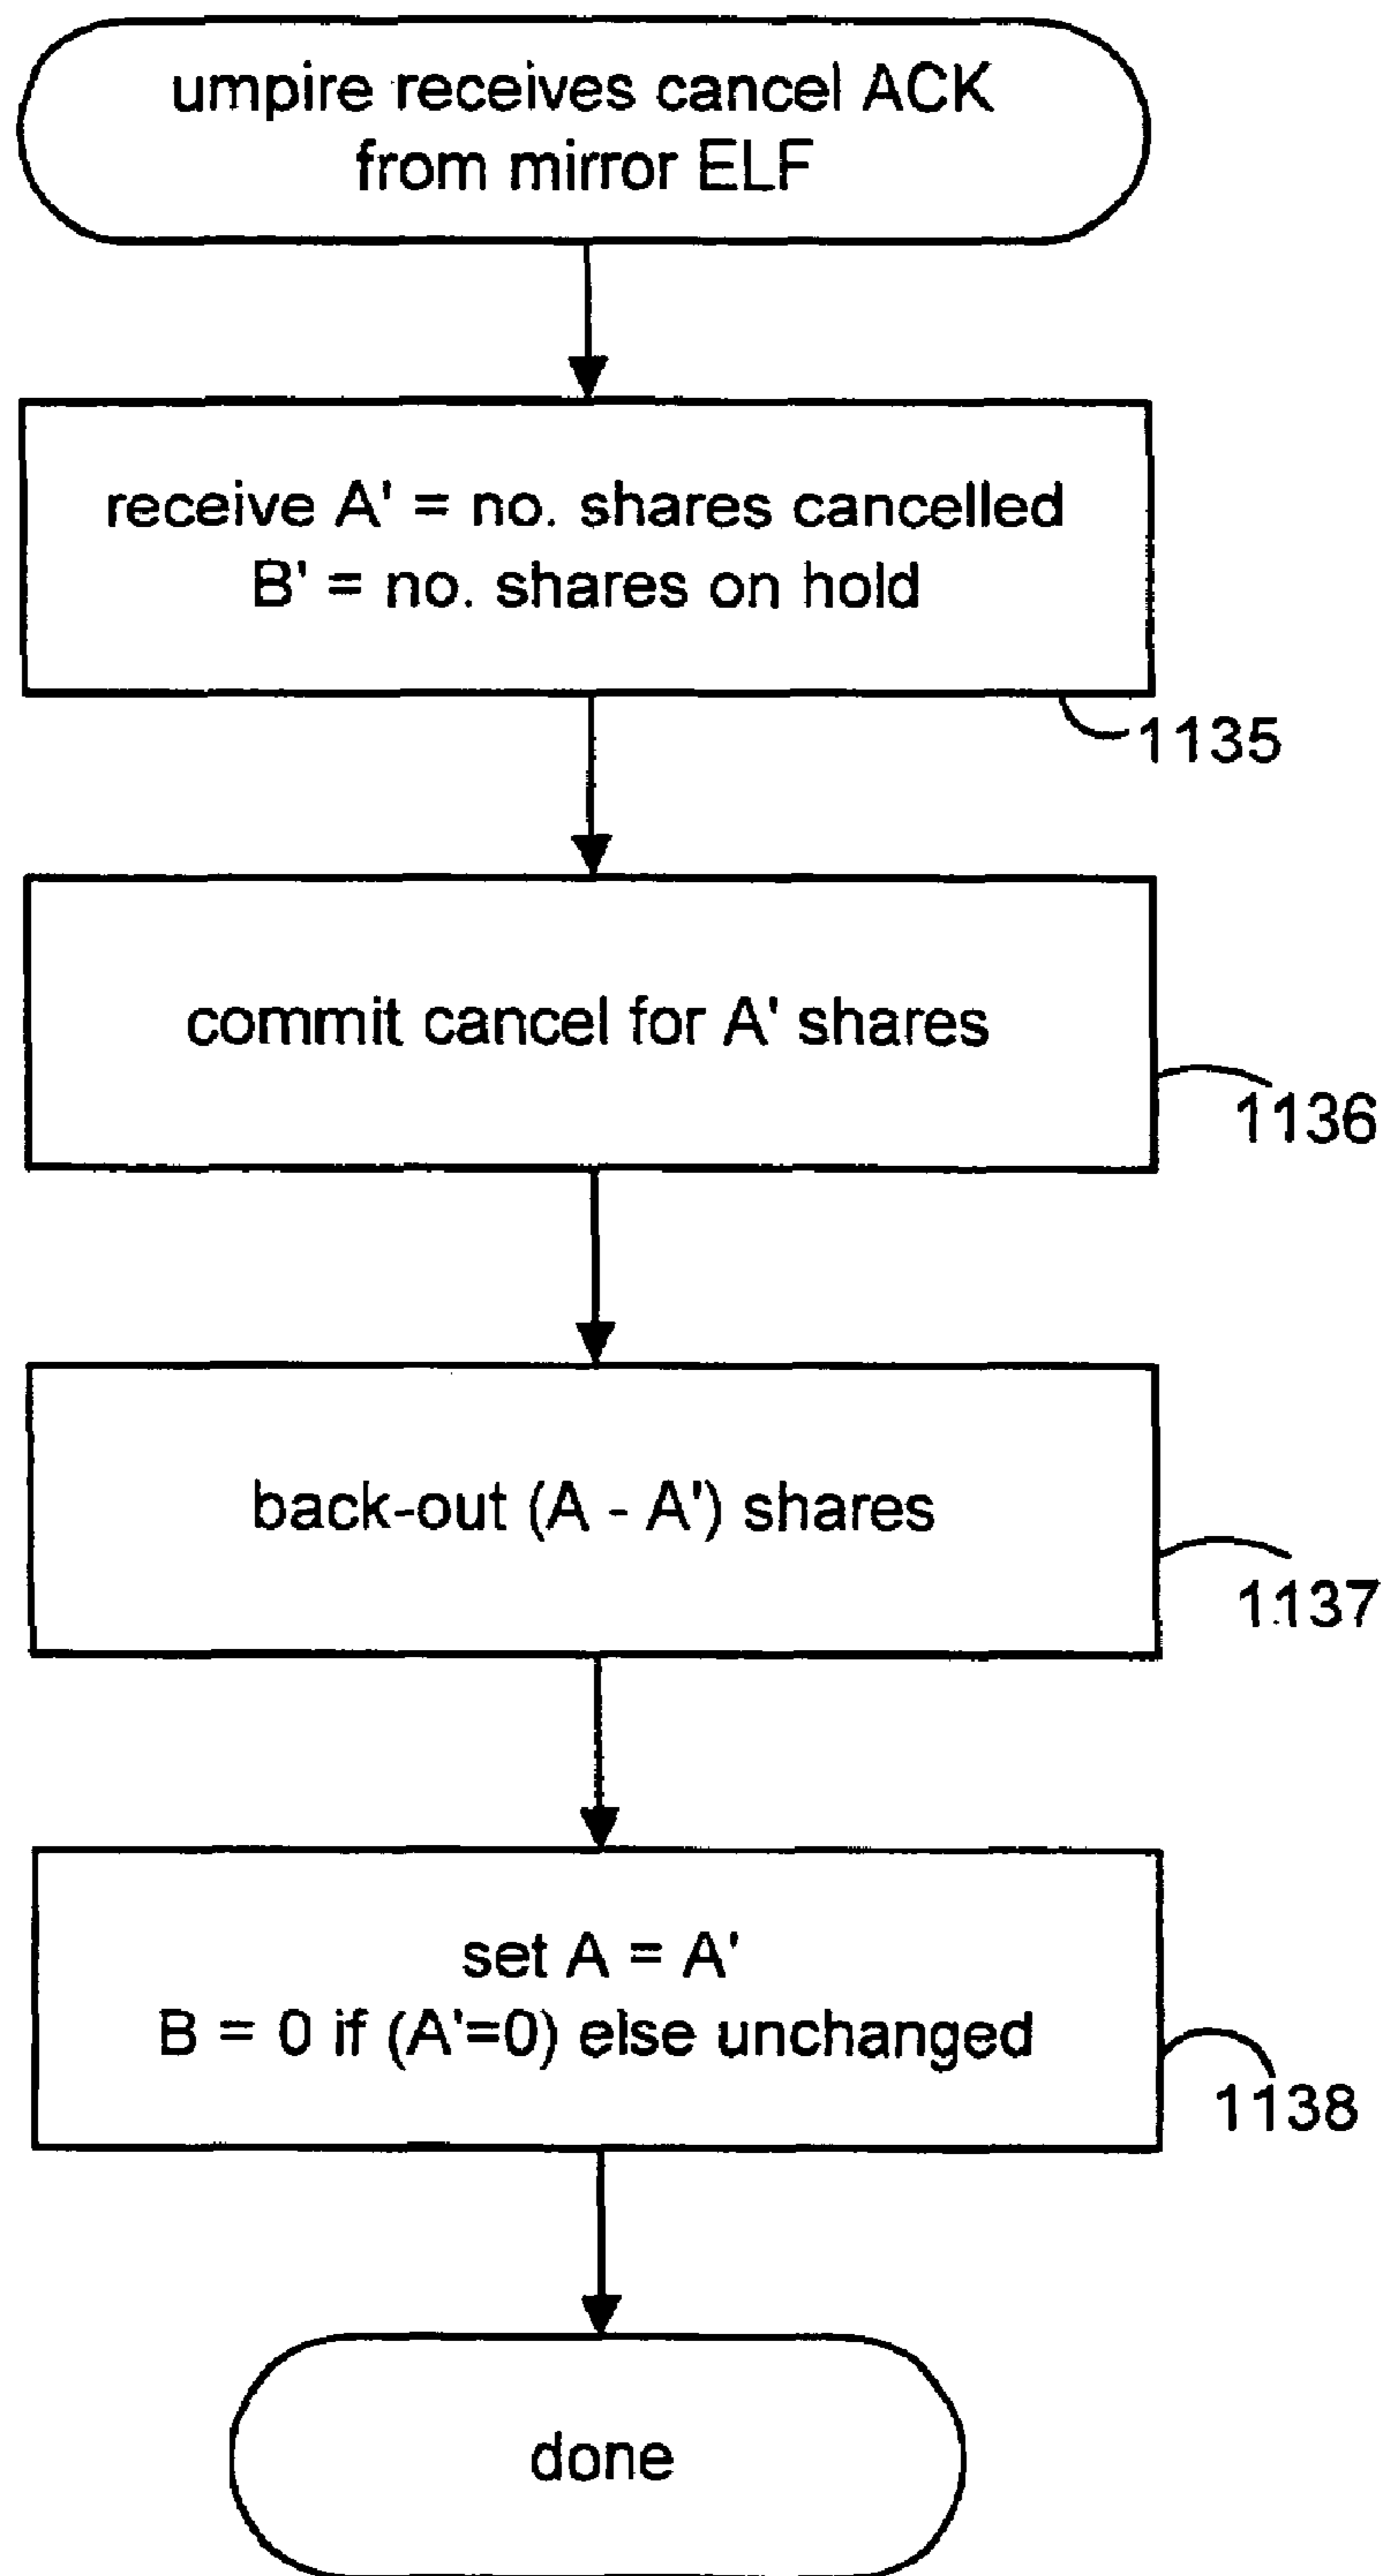 umpire receives cancel ACK
from mirror ELF
receive A' = no. shares cancelled
B' = no. shares on hold
1135
commit cancel for A' shares
1136
back-out (A - A') shares
1137
set A = A'
B = 0 if (A'=0) else unchanged
1138
done